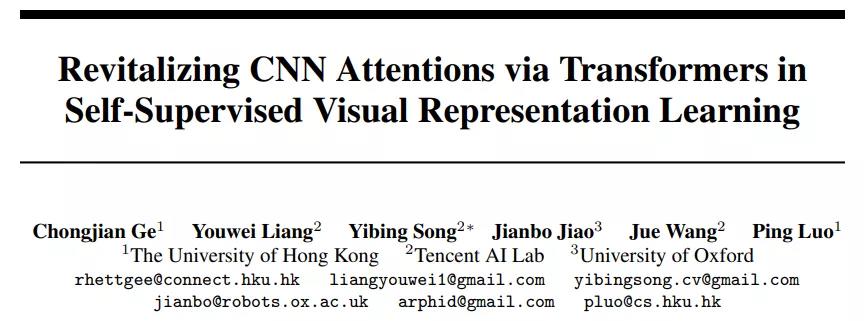 Revitalizing CNN Attentions via Transformers in
Self-Supervised Visual Representation Learning
Chongjian Ge¹ Youwei Liang² Yibing Song²* Jianbo Jiao³ Jue Wang² Ping Luo¹
¹The University of Hong Kong ²Tencent AI Lab ³University of Oxford
rhettgee@connect.hku.hk liangyouwei1@gmail.com yibingsong.cv@gmail.com
jianbo@robots.ox.ac.uk arphid@gmail.com pluo@cs.hku.hk